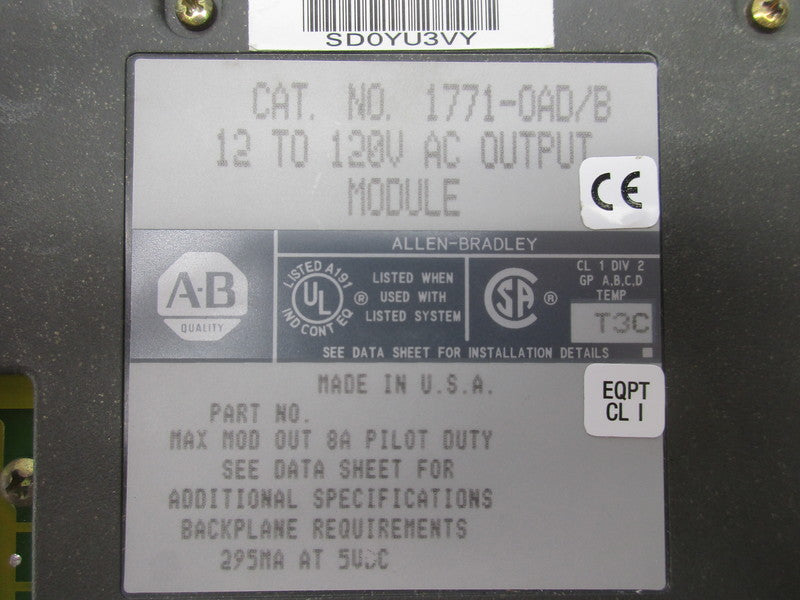 SD0YU3VY
CAT. NO. 1771-OAD/B
12 TO 120V AC OUTPUT
MODULE
CE
ALLEN-BRADLEY
A·B
QUALITY
LISTED A191
UL
IND CONT EQ
®
LISTED WHEN
USED WITH
LISTED SYSTEM
SA ®
CL 1 DIV 2
GP A,B,C,D
TEMP
T3C
SEE DATA SHEET FOR INSTALLATION DETAILS
MADE IN U.S.A.
EQPT
CL I
PART NO.
MAX MOD OUT 8A PILOT DUTY
SEE DATA SHEET FOR
ADDITIONAL SPECIFICATIONS
BACKPLANE REQUIREMENTS
295MA AT 5VDC